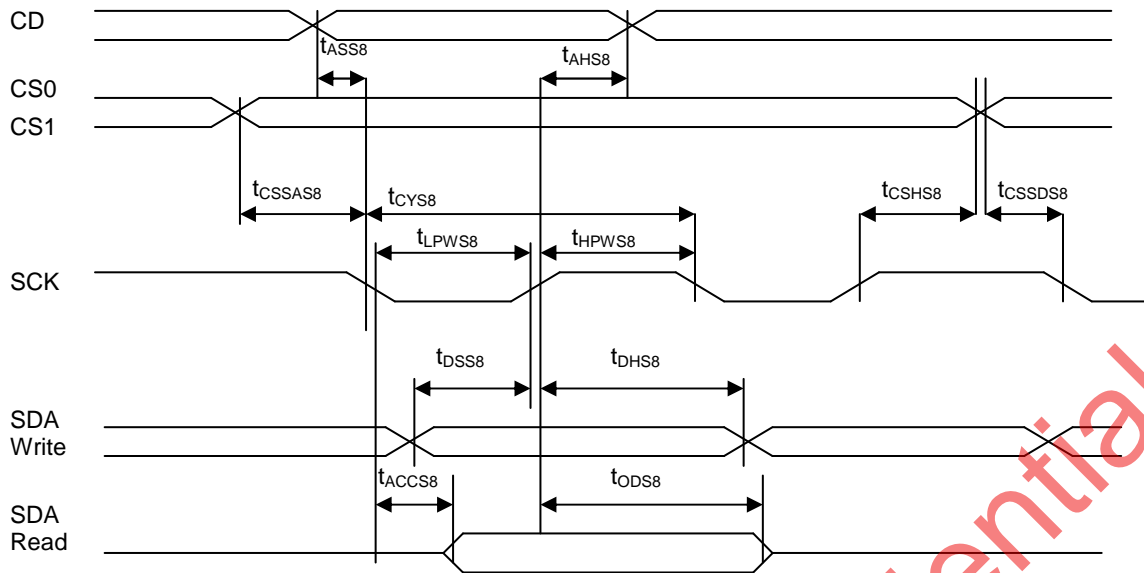 CD
tASS8
tAHS8
CS0
CS1
tCSSAS8
tCYS8
tCSHS8
tCSSDS8
tLPWS8
tHPWS8
SCK
tDSS8
tDHS8
SDA
Write
tACCS8
tODS8
SDA
Read
ential